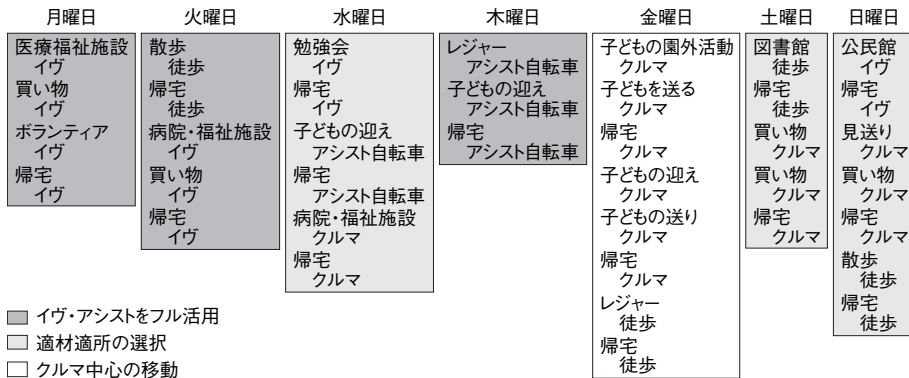 月曜日
医療福祉施設
イヴ
買い物
イヴ
ボランティア
イヴ
帰宅
イヴ
火曜日
散歩
徒歩
帰宅
徒歩
病院・福祉施設
イヴ
買い物
イヴ
帰宅
イヴ
水曜日
勉強会
イヴ
帰宅
イヴ
子どもの迎え
アシスト自転車
帰宅
アシスト自転車
病院・福祉施設
クルマ
帰宅
クルマ
木曜日
レジャー
アシスト自転車
子どもの迎え
アシスト自転車
帰宅
アシスト自転車
金曜日
子どもの園外活動
クルマ
子どもを送る
クルマ
帰宅
クルマ
子どもの迎え
クルマ
子どもの送り
クルマ
帰宅
クルマ
レジャー
徒歩
帰宅
徒歩
土曜日
図書館
徒歩
帰宅
徒歩
買い物
クルマ
買い物
クルマ
帰宅
クルマ
日曜日
公民館
イヴ
帰宅
イヴ
見送り
クルマ
買い物
クルマ
帰宅
クルマ
散歩
徒歩
帰宅
徒歩
イヴ・アシストをフル活用
適材適所の選択
クルマ中心の移動